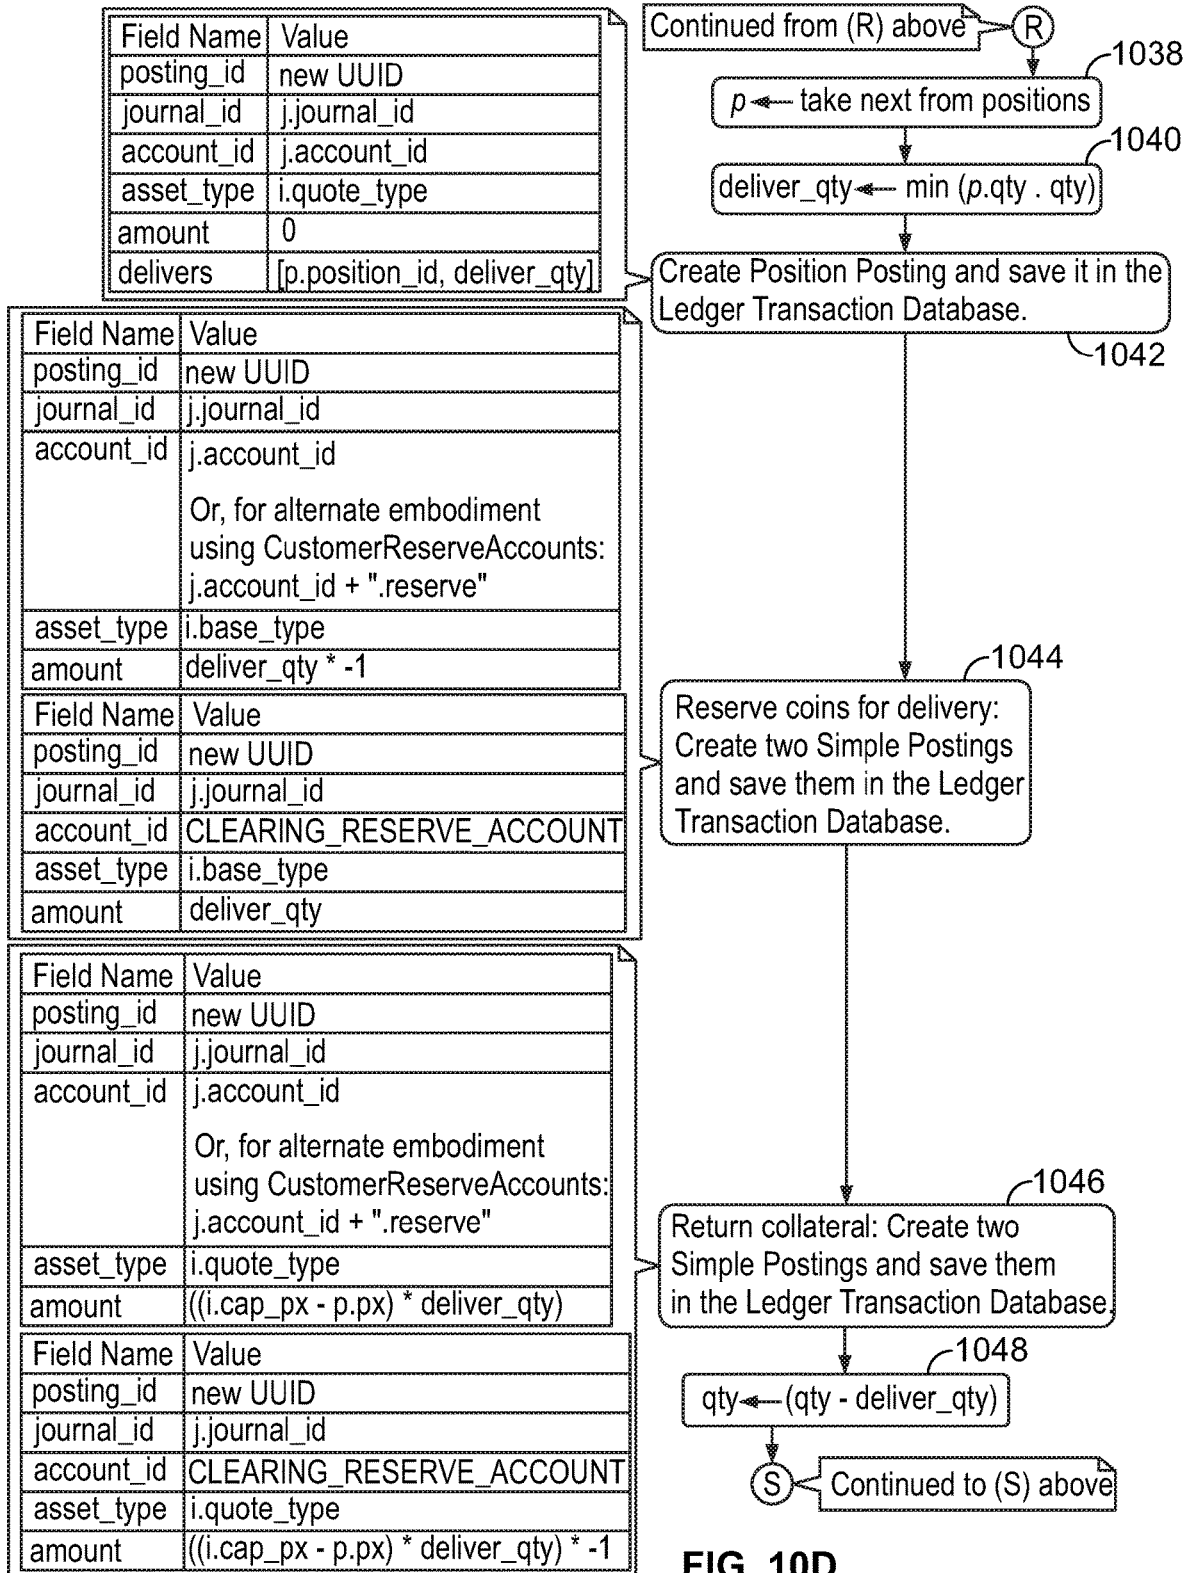 Field Name Value
posting_id new UUID
journal_id j.journal_id
account_id j.account_id
asset_type i.quote_type
amount 0
delivers [p.position_id, deliver_qty]
Continued from (R) above
R
1038
p ← take next from positions
1040
deliver_qty ← min (p.qty . qty)
Create Position Posting and save it in the
Ledger Transaction Database.
1042
Field Name Value
posting_id new UUID
journal_id j.journal_id
account_id j.account_id
Or, for alternate embodiment
using CustomerReserveAccounts:
j.account_id + ".reserve"
asset_type i.base_type
amount deliver_qty * -1
Field Name Value
posting_id new UUID
journal_id j.journal_id
account_id CLEARING_RESERVE_ACCOUNT
asset_type i.base_type
amount deliver_qty
1044
Reserve coins for delivery:
Create two Simple Postings
and save them in the Ledger
Transaction Database.
Field Name Value
posting_id new UUID
journal_id j.journal_id
account_id j.account_id
Or, for alternate embodiment
using CustomerReserveAccounts:
j.account_id + ".reserve"
asset_type i.quote_type
amount ((i.cap_px - p.px) * deliver_qty)
Field Name Value
posting_id new UUID
journal_id j.journal_id
account_id CLEARING_RESERVE_ACCOUNT
asset_type i.quote_type
amount ((i.cap_px - p.px) * deliver_qty) * -1
1046
Return collateral: Create two
Simple Postings and save them
in the Ledger Transaction Database.
1048
qty ← (qty - deliver_qty)
S
Continued to (S) above
FIG. 10D